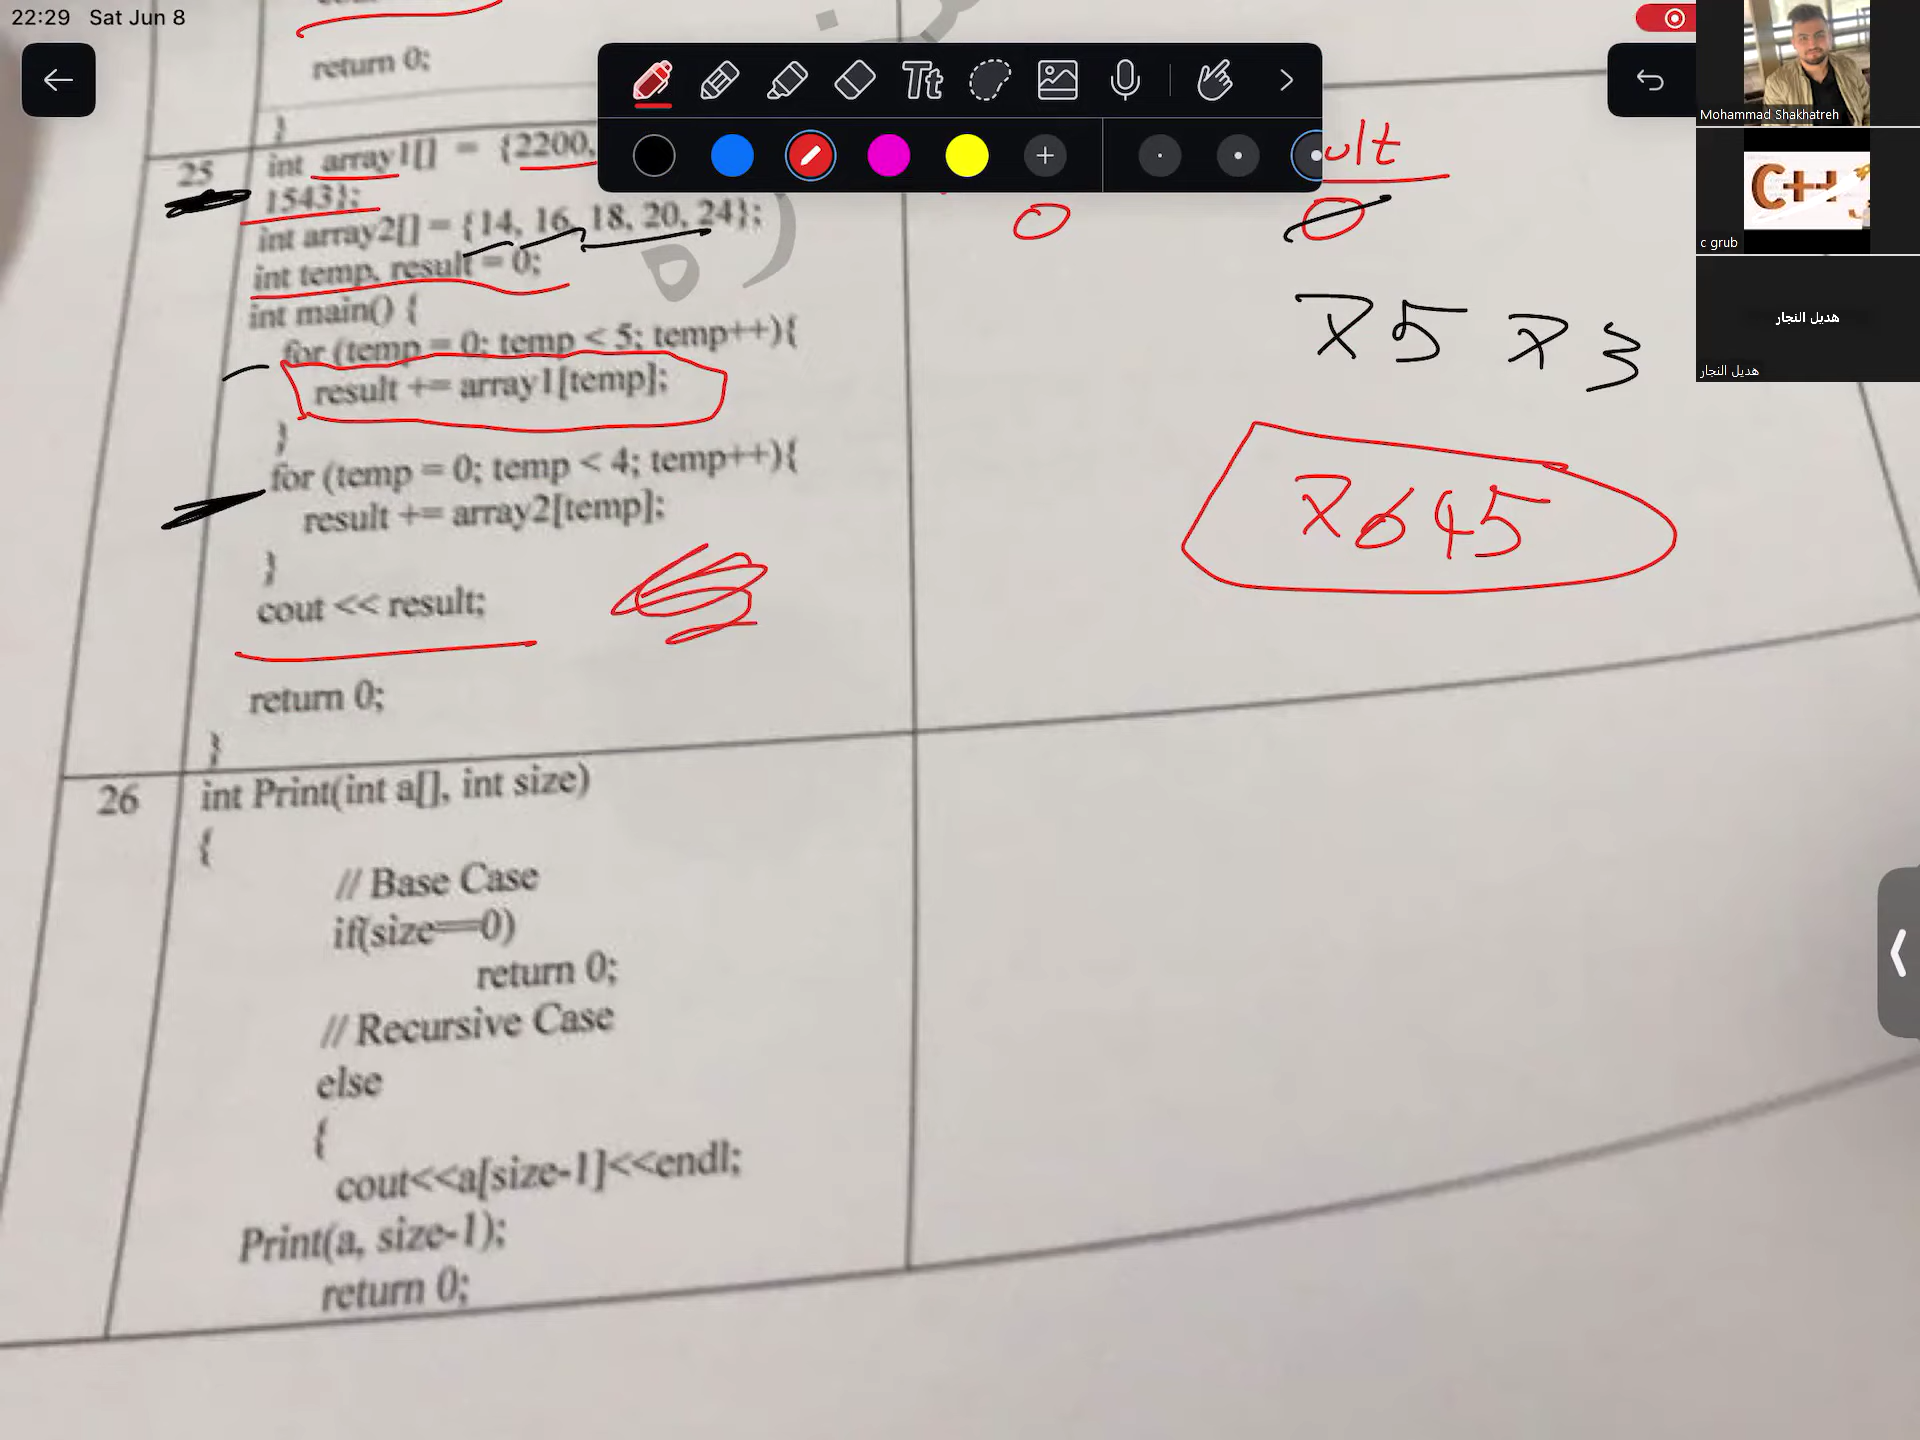 22:29 Sat Jun 8
return 0;
}
Tt
25
int array1[] = {2200,
1543};
int array2[] = {14, 16, 18, 20, 24};
int temp, result = 0;
int main() {
for (temp = 0; temp < 5; temp++){
result += array1[temp];
}
for (temp = 0; temp < 4; temp++){
result += array2[temp];
}
cout << result;
return 0;
}
ult
0
0
7573
7645
26
int Print(int a[], int size)
{
// Base Case
if(size==0)
return 0;
// Recursive Case
else
{
cout<<a[size-1]<<endl;
Print(a, size-1);
return 0;
Mohammad Shakhatreh
C++
c grub
هديل النجار
هديل النجار